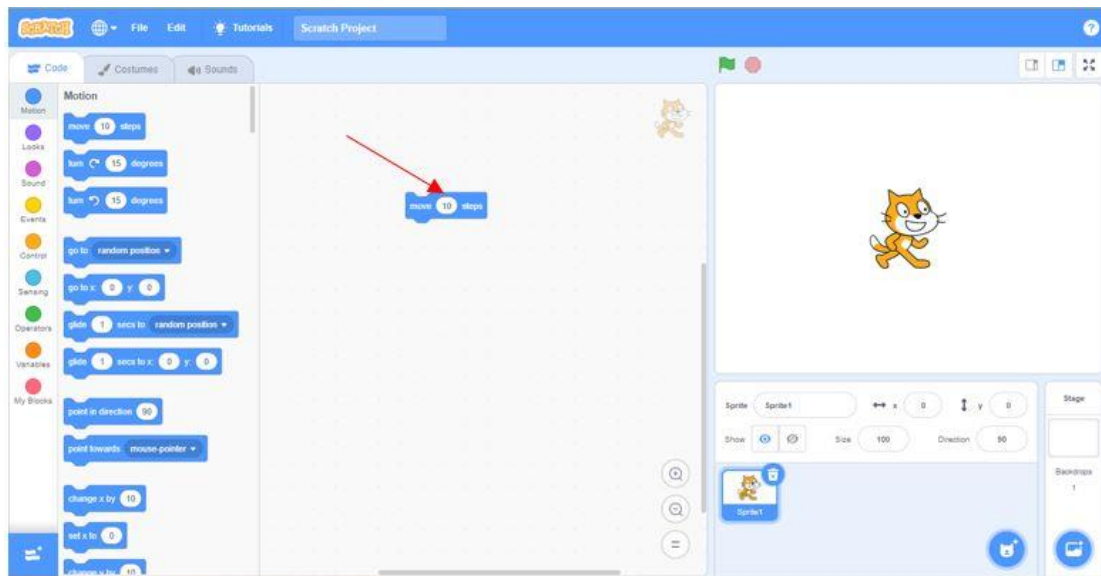 SCRATCH File Edit Tutorials Scratch Project ?
Code Costumes Sounds
Motion
Motion
move 10 steps
Looks
turn 15 degrees
Sound
turn 15 degrees
Events
move 10 steps
Control
go to random position
Sensing
go to x: 0 y: 0
Operators
glide 1 secs to random position
Variables
glide 1 secs to x: 0 y: 0
My Blocks
point in direction 90
point towards mouse-pointer
change x by 10
set x to 0
change x by 10
Sprite Sprite1 x 0 y 0
Show Size 100 Direction 90
Sprite1
Stage
Backdrops
1